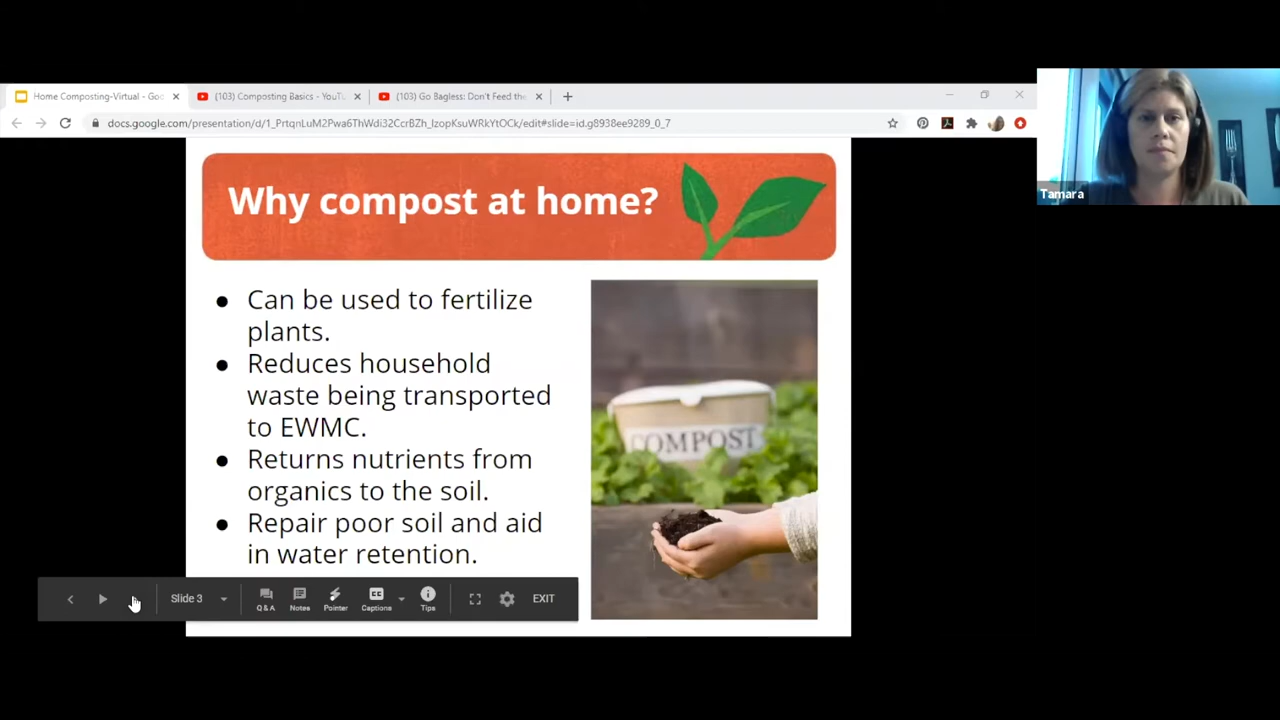 Home Composting-Virtual - Goo
(103) Composting Basics - YouTu
(103) Go Bagless: Don't Feed the
docs.google.com/presentation/d/1_PrtqnLuM2Pwa6ThWdi32CcrBZh_IzopKsuWRkYtOCk/edit#slide=id.g8938ee9289_0_7
Tamara
Why compost at home?
● Can be used to fertilize
plants.
● Reduces household
waste being transported
to EWMC.
● Returns nutrients from
organics to the soil.
● Repair poor soil and aid
in water retention.
COMPOST
Slide 3
Q & A
Notes
Pointer
Captions
Tips
EXIT